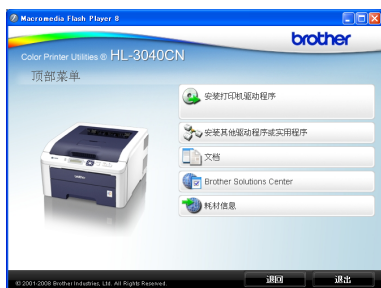 Macromedia Flash Player 8
brother
Color Printer Utilities ® HL-3040CN
顶部菜单
安装打印机驱动程序
安装其他驱动程序或实用程序
文档
Brother Solutions Center
耗材信息
© 2001-2008 Brother Industries, Ltd. All Rights Reserved.
退回
退出